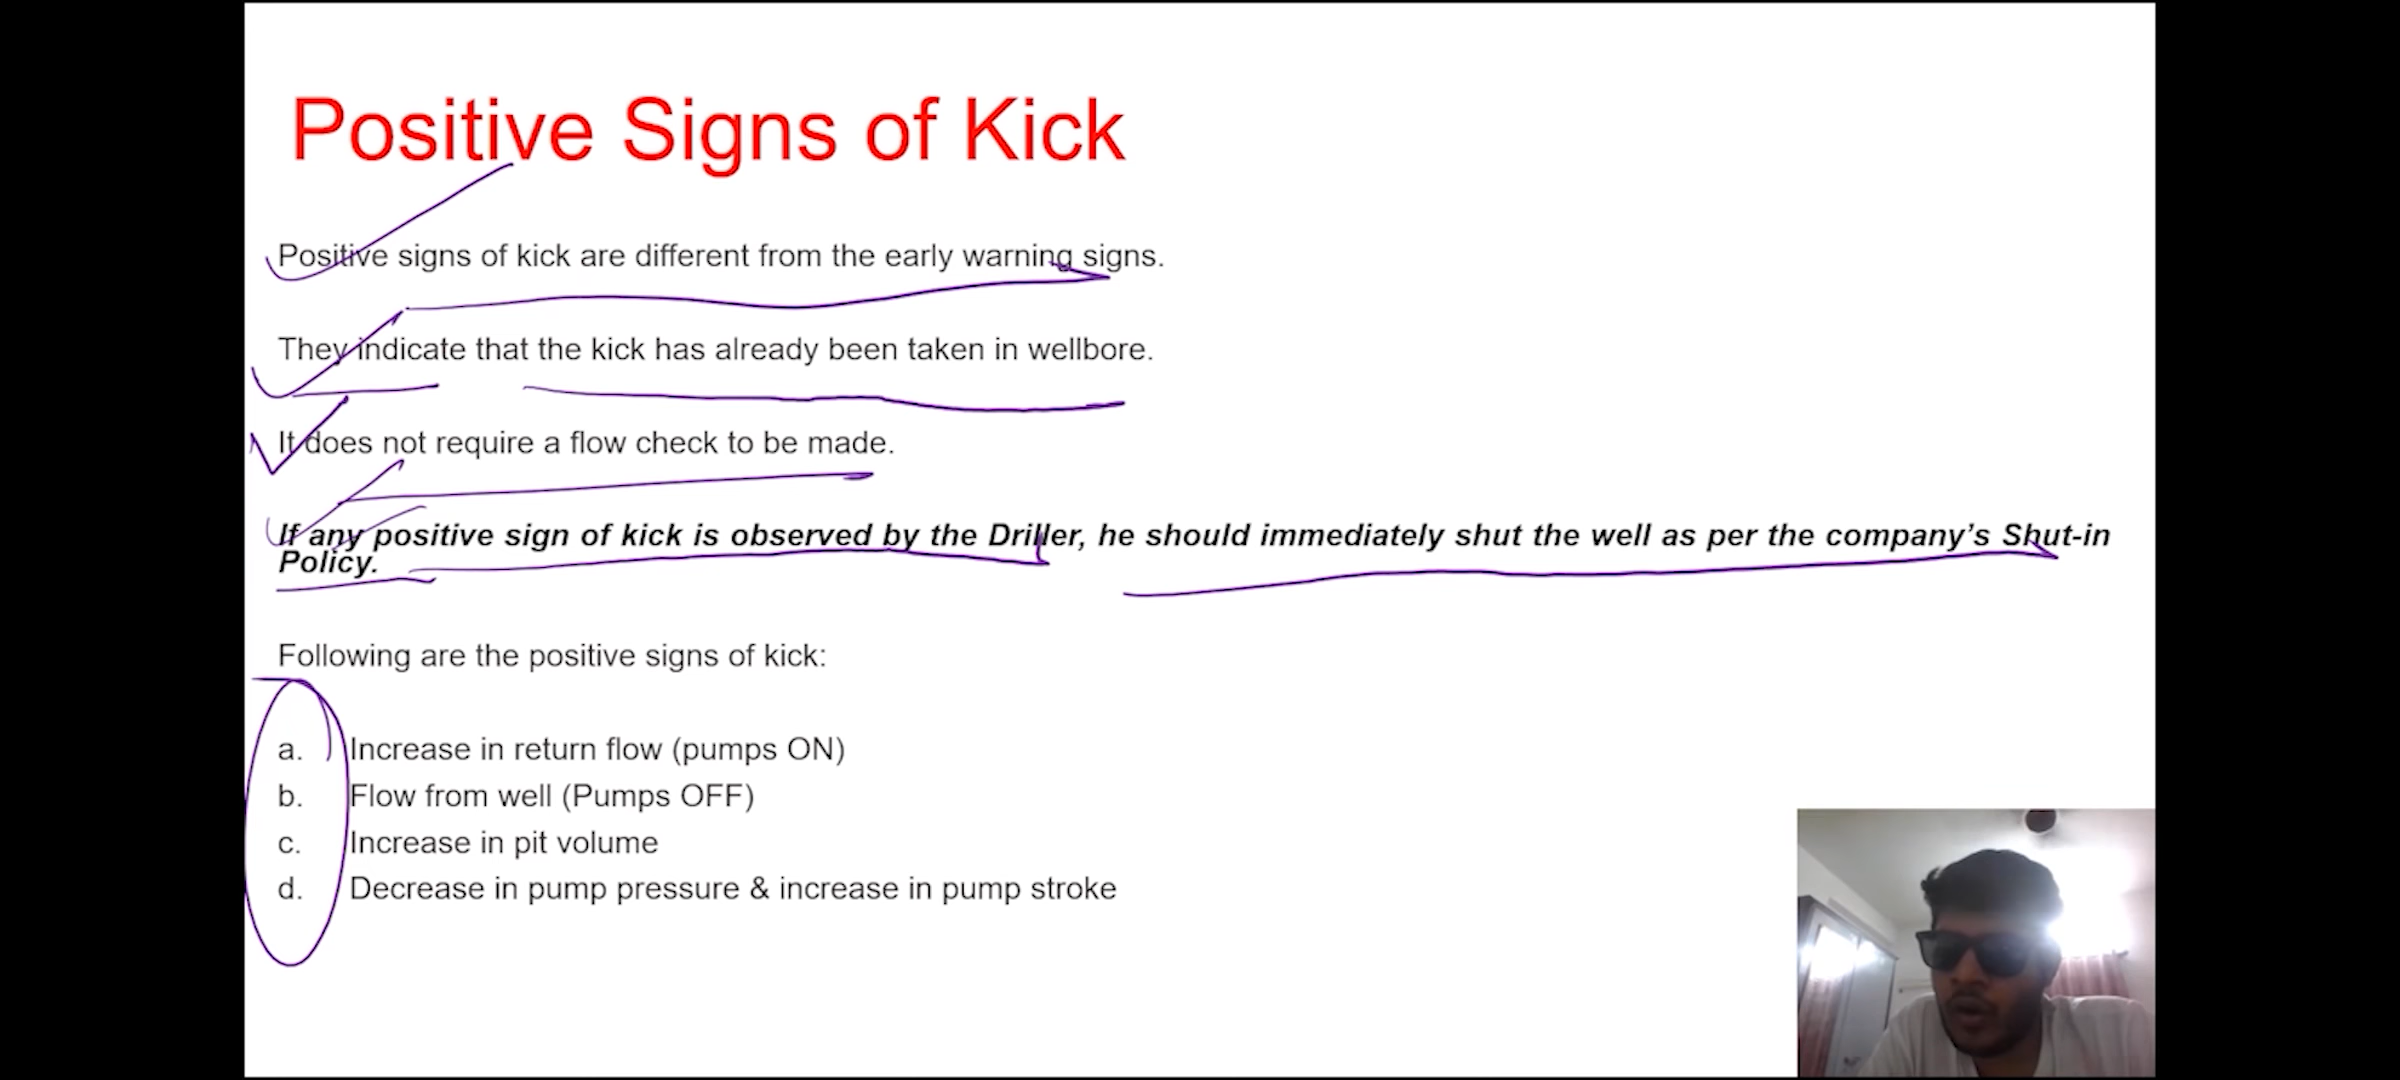 Positive Signs of Kick
Positive signs of kick are different from the early warning signs.
They indicate that the kick has already been taken in wellbore.
It does not require a flow check to be made.
If any positive sign of kick is observed by the Driller, he should immediately shut the well as per the company's Shut-in
Policy.
Following are the positive signs of kick:
a. Increase in return flow (pumps ON)
b. Flow from well (Pumps OFF)
c. Increase in pit volume
d. Decrease in pump pressure & increase in pump stroke